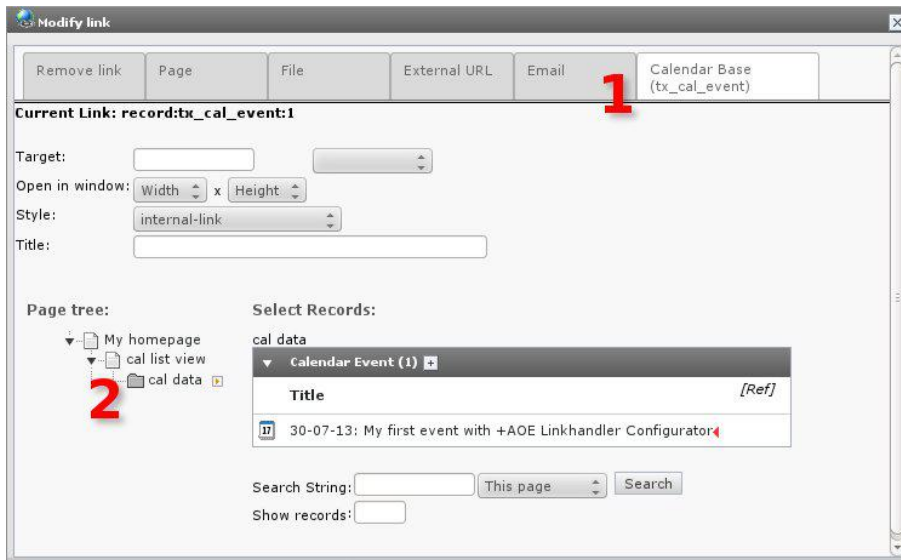 Modify link
Remove link Page File External URL Email Calendar Base
(tx_cal_event)
1
Current Link: record:tx_cal_event:1
Target:
Open in window: Width x Height
Style: internal-link
Title:
Page tree: Select Records:
My homepage cal data
cal list view Calendar Event (1)
cal data
2
Title [Ref]
17 30-07-13: My first event with +AOE Linkhandler Configurator
Search String: This page Search
Show records: